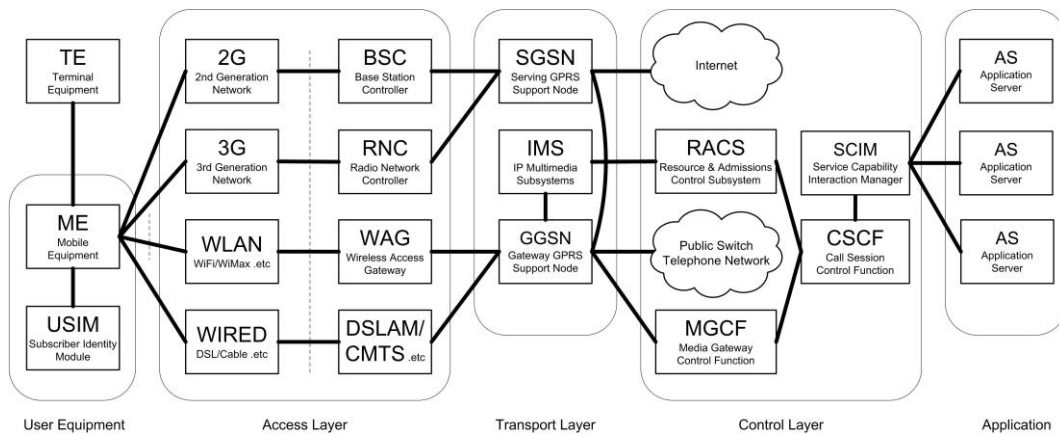 TE
Terminal
Equipment
ME
Mobile
Equipment
USIM
Subscriber Identity
Module
2G
2nd Generation
Network
3G
3rd Generation
Network
WLAN
WiFi/WiMax .etc
WIRED
DSL/Cable .etc
BSC
Base Station
Controller
RNC
Radio Network
Controller
WAG
Wireless Access
Gateway
DSLAM/
CMTS .etc
SGSN
Serving GPRS
Support Node
IMS
IP Multimedia
Subsystems
GGSN
Gateway GPRS
Support Node
Internet
RACS
Resource & Admissions
Control Subsystem
Public Switch
Telephone Network
MGCF
Media Gateway
Control Function
SCIM
Service Capability
Interaction Manager
CSCF
Call Session
Control Function
AS
Application
Server
AS
Application
Server
AS
Application
Server
User Equipment
Access Layer
Transport Layer
Control Layer
Application